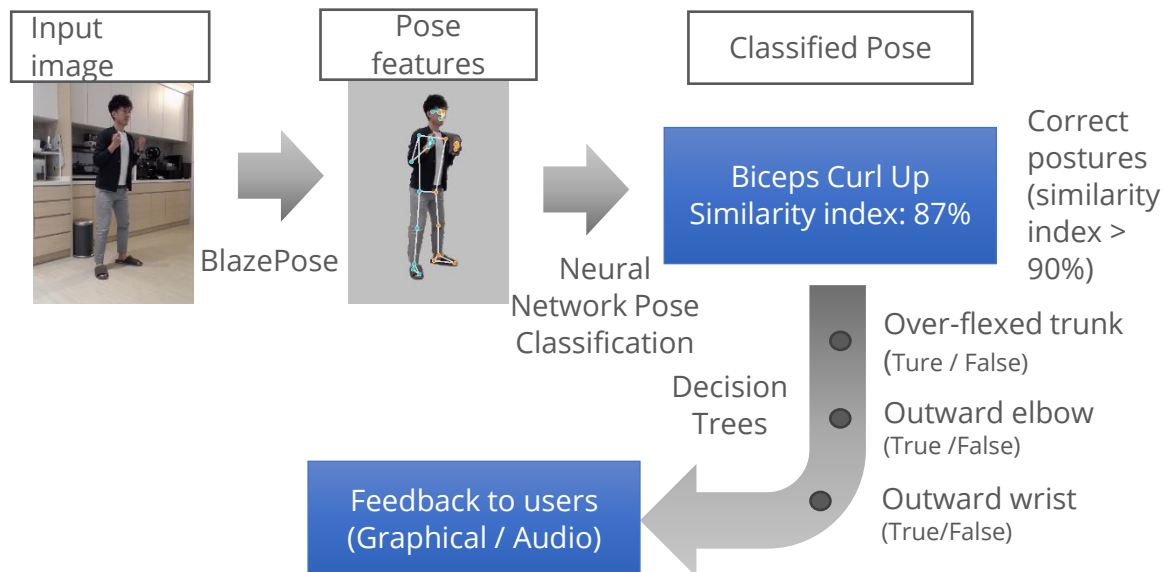 Input
image
Pose
features
Classified Pose
BlazePose
Neural
Network Pose
Classification
Biceps Curl Up
Similarity index: 87%
Correct
postures
(similarity
index >
90%)
Over-flexed trunk
(Ture / False)
Outward elbow
(True /False)
Outward wrist
(True/False)
Decision
Trees
Feedback to users
(Graphical / Audio)